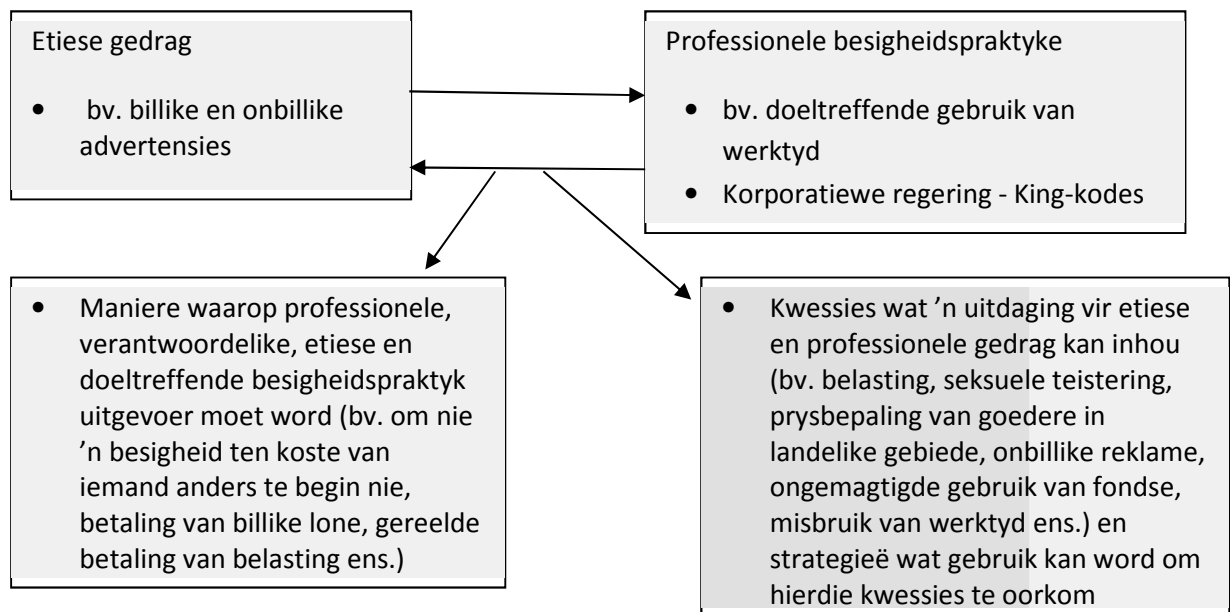 Etiese gedrag
• bv. billike en onbillike
advertensies
Professionele besigheidspraktyke
• bv. doeltreffende gebruik van
werktyd
• Korporatiewe regering - King-kodes
• Maniere waarop professionele,
verantwoordelike, etiese en
doeltreffende besigheidspraktyk
uitgevoer moet word (bv. om nie
’n besigheid ten koste van
iemand anders te begin nie,
betaling van billike lone, gereelde
betaling van belasting ens.)
• Kwessies wat ’n uitdaging vir etiese
en professionele gedrag kan inhou
(bv. belasting, seksuele teistering,
prysbepaling van goedere in
landelike gebiede, onbillike reklame,
ongemagtigde gebruik van fondse,
misbruik van werktyd ens.) en
strategieë wat gebruik kan word om
hierdie kwessies te oorkom